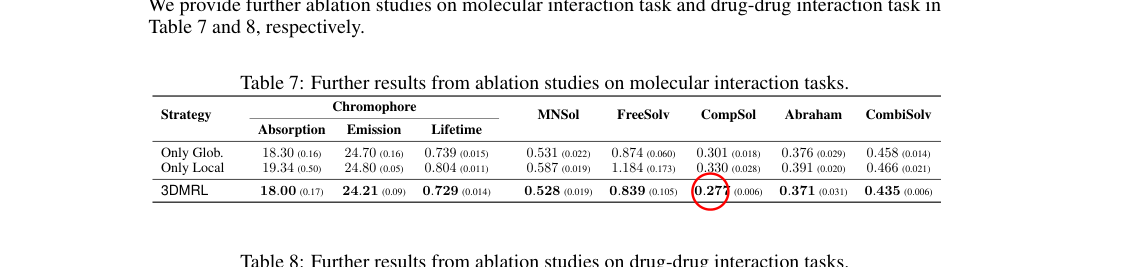 We provide further ablation studies on molecular interaction task and drug-drug interaction task in
Table 7 and 8, respectively.
Table 7: Further results from ablation studies on molecular interaction tasks.
Strategy Chromophore MNSol FreeSolv CompSol Abraham CombiSolv
Absorption Emission Lifetime
Only Glob. 18.30 (0.16) 24.70 (0.16) 0.739 (0.015) 0.531 (0.022) 0.874 (0.060) 0.301 (0.018) 0.376 (0.029) 0.458 (0.014)
Only Local 19.34 (0.50) 24.80 (0.05) 0.804 (0.011) 0.587 (0.019) 1.184 (0.173) 0.330 (0.028) 0.391 (0.020) 0.466 (0.021)
3DMRL 18.00 (0.17) 24.21 (0.09) 0.729 (0.014) 0.528 (0.019) 0.839 (0.105) 0.277 (0.006) 0.371 (0.031) 0.435 (0.006)
Table 8: Further results from ablation studies on drug-drug interaction tasks.